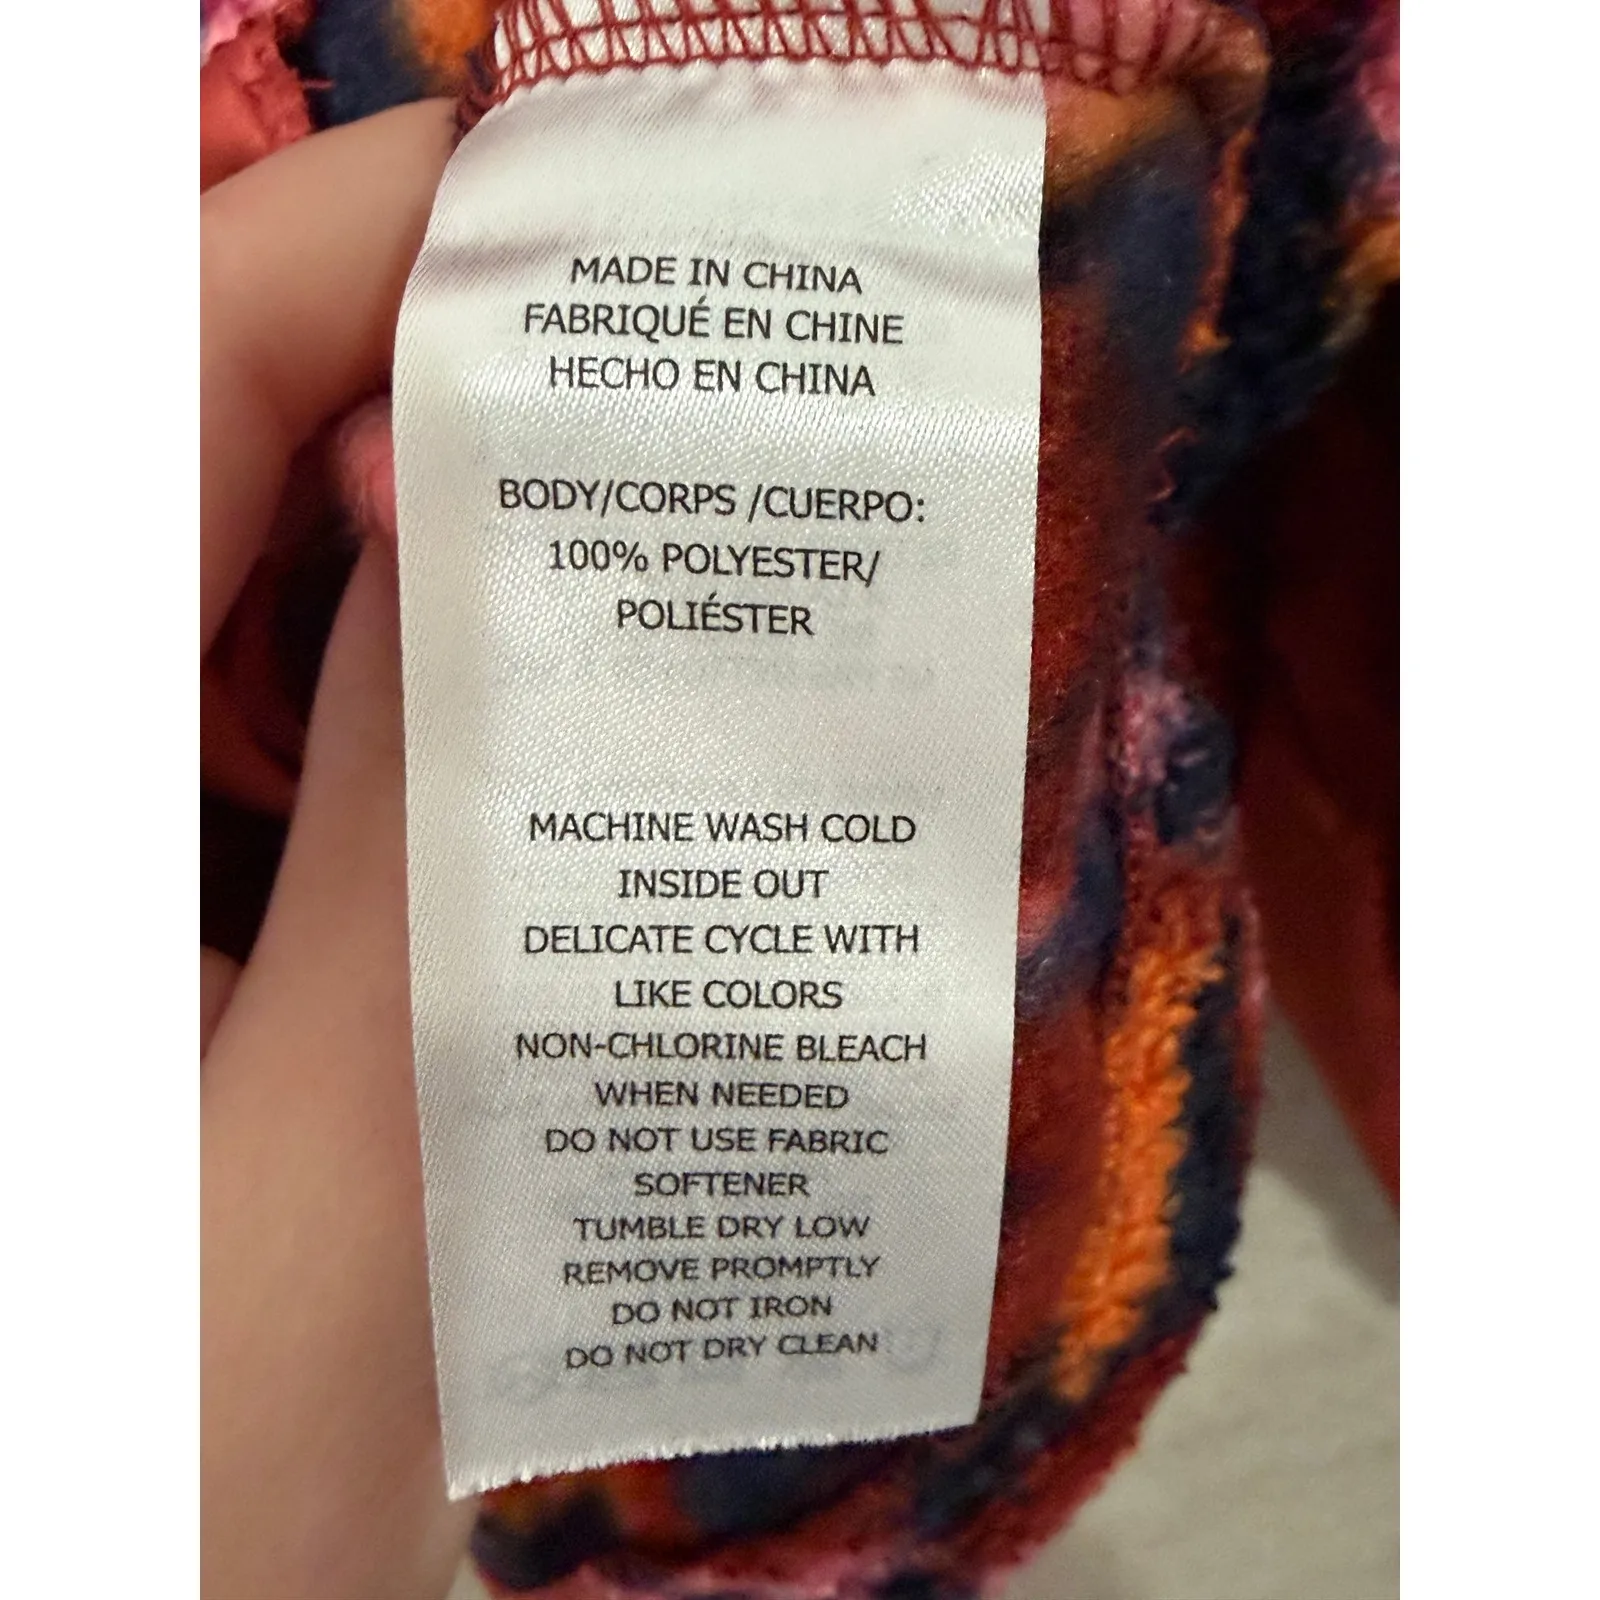 MADE IN CHINA
FABRIQUÉ EN CHINE
HECHO EN CHINA
BODY/CORPS /CUERPO:
100% POLYESTER/
POLIÉSTER
MACHINE WASH COLD
INSIDE OUT
DELICATE CYCLE WITH
LIKE COLORS
NON-CHLORINE BLEACH
WHEN NEEDED
DO NOT USE FABRIC
SOFTENER
TUMBLE DRY LOW
REMOVE PROMPTLY
DO NOT IRON
DO NOT DRY CLEAN